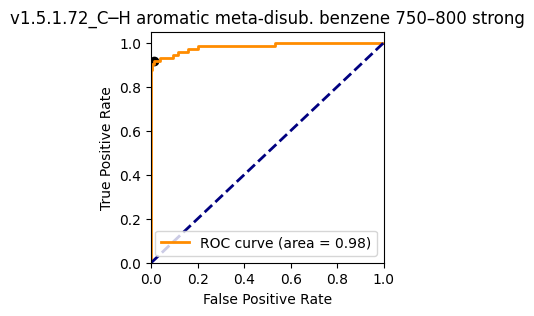 v1.5.1.72_C─H aromatic meta-disub. benzene 750–800 strong
1.0
0.8
0.6
0.4
0.2
0.0
True Positive Rate
ROC curve (area = 0.98)
0.0 0.2 0.4 0.6 0.8 1.0
False Positive Rate